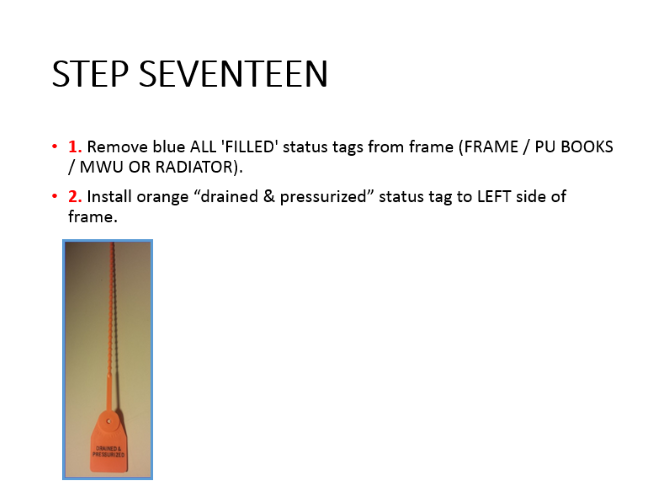 STEP SEVENTEEN
• 1. Remove blue ALL 'FILLED' status tags from frame (FRAME / PU BOOKS
/ MWU OR RADIATOR).
• 2. Install orange “drained & pressurized” status tag to LEFT side of
frame.
DRAINED &
PRESSURIZED